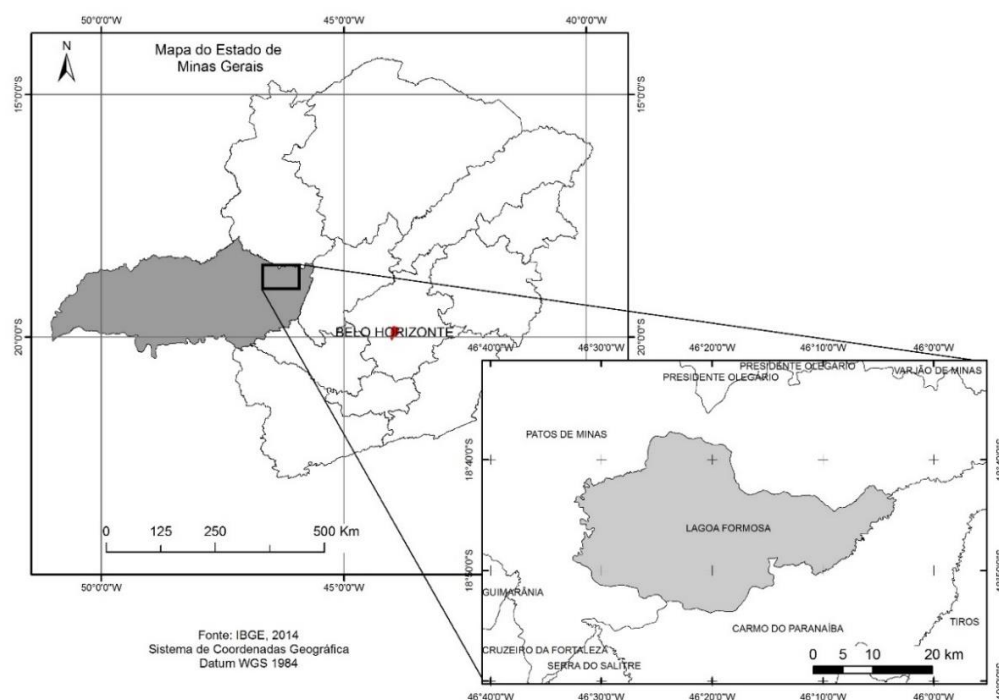 50°0'0"W 45°0'0"W 40°0'0"W
N
Mapa do Estado de
Minas Gerais
15°0'0"S 15°0'0"S
BELO HORIZONTE
20°0'0"S 20°0'0"S
0 125 250 500 Km
50°0'0"W 45°0'0"W
46°40'0"W 46°30'0"W 46°20'0"W 46°10'0"W 46°0'0"W
PRESIDENTE OLEGÁRIO
PRESIDENTE OLEGÁRIO
VARJÃO DE MINAS
PATOS DE MINAS
18°40'0"S
LAGOA FORMOSA
18°50'0"S
GUIMARÂNIA
TIROS
CARMO DO PARANAÍBA
CRUZEIRO DA FORTALEZA
SERRA DO SALITRE
0 5 10 20 km
46°40'0"W 46°30'0"W 46°20'0"W 46°10'0"W 46°0'0"W
Fonte: IBGE, 2014
Sistema de Coordenadas Geográfica
Datum WGS 1984